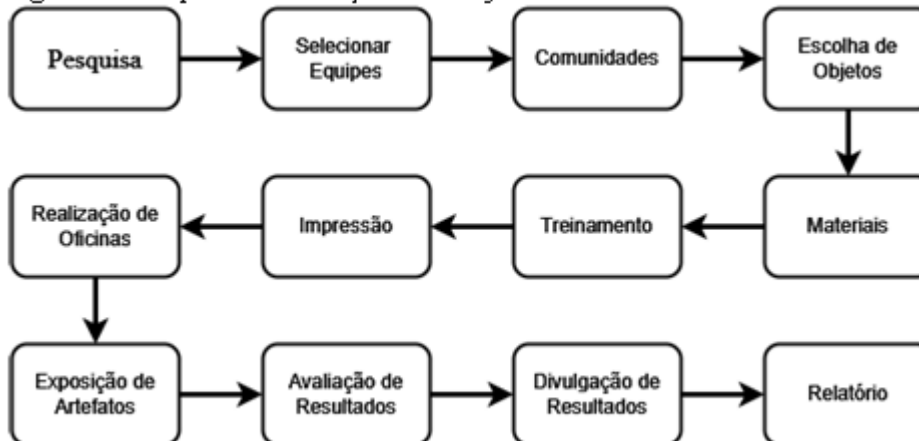 Pesquisa
Selecionar
Equipes
Comunidades
Escolha de
Objetos
Materiais
Treinamento
Impressão
Realização de
Oficinas
Exposição de
Artefatos
Avaliação de
Resultados
Divulgação de
Resultados
Relatório